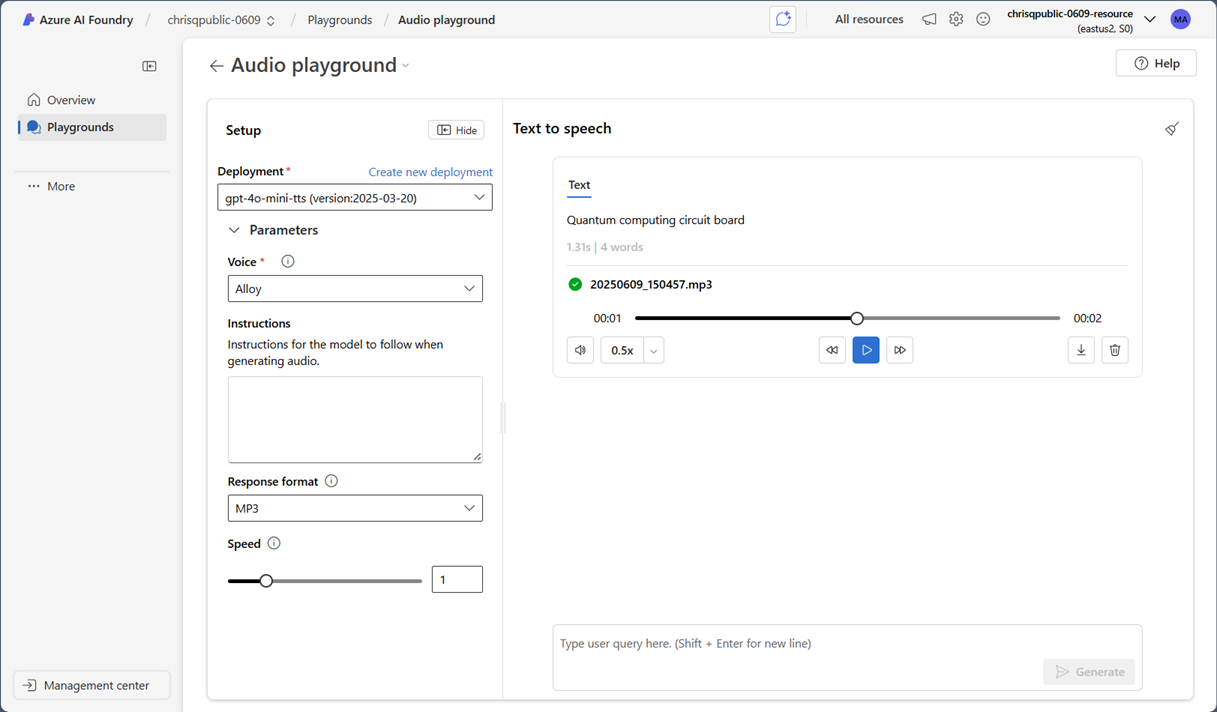 Azure AI Foundry / chrisqpublic-0609 / Playgrounds / Audio playground
All resources
chrisqpublic-0609-resource
(eastus2, S0)
MA
Audio playground
Help
Overview
Playgrounds
More
Management center
Setup
Hide
Deployment *
Create new deployment
gpt-4o-mini-tts (version:2025-03-20)
Parameters
Voice *
Alloy
Instructions
Instructions for the model to follow when
generating audio.
Response format
MP3
Speed
1
Text to speech
Text
Quantum computing circuit board
1.31s | 4 words
20250609_150457.mp3
00:01
00:02
0.5x
Type user query here. (Shift + Enter for new line)
Generate